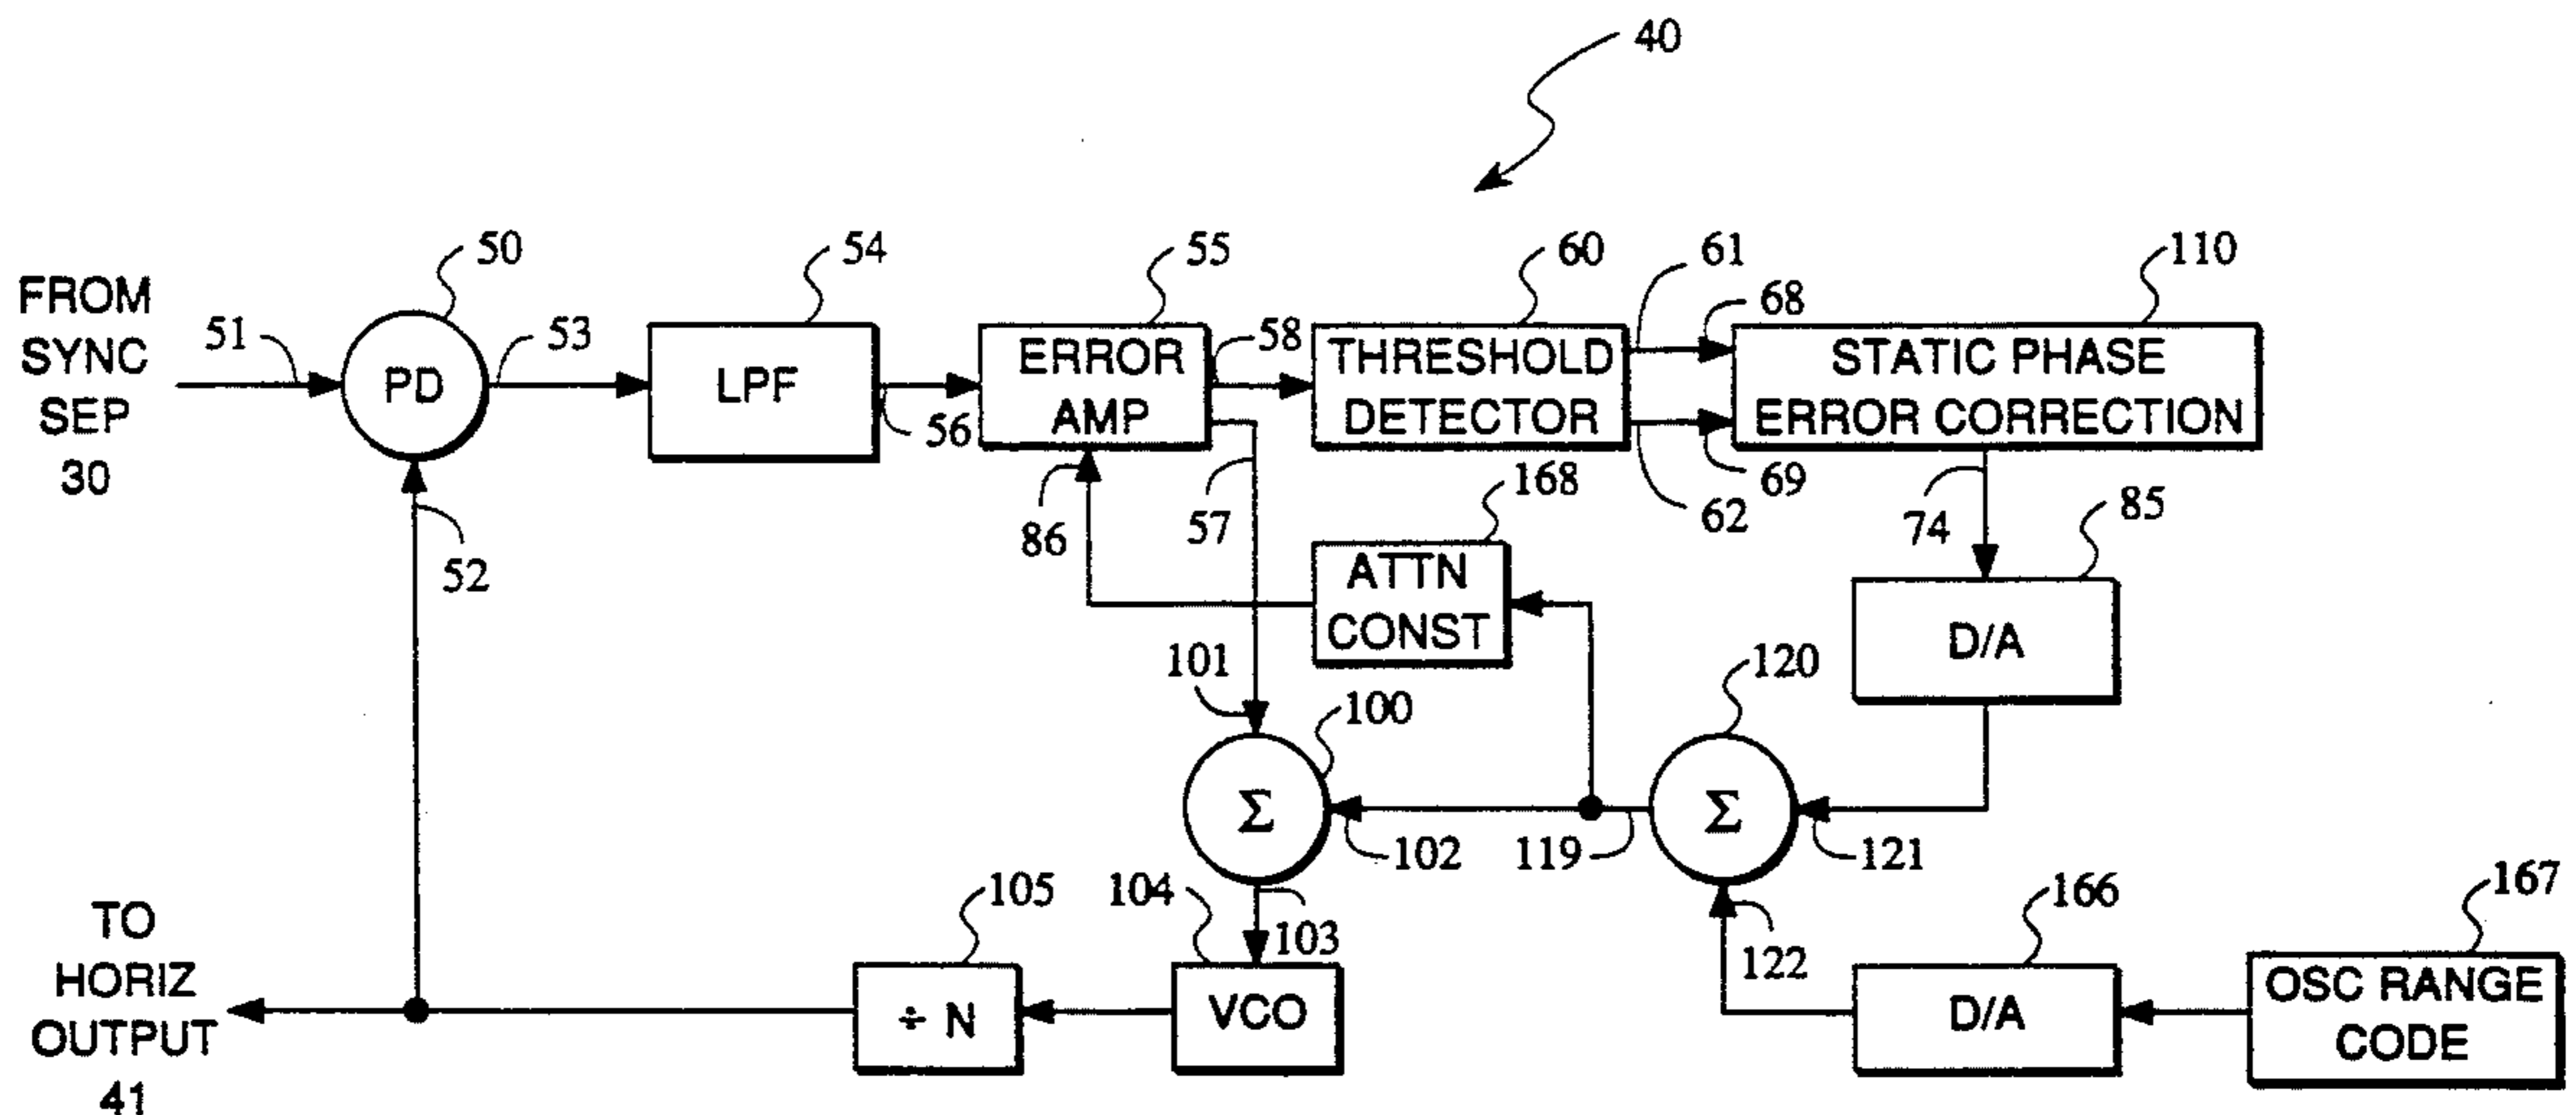 40
50
54
55
60
61
68
110
FROM
SYNC
SEP
30
51
PD
53
LPF
56
ERROR
AMP
58
THRESHOLD
DETECTOR
STATIC PHASE
ERROR CORRECTION
52
86
57
168
62
69
74
85
ATTN
CONST
D/A
101
100
120
Σ
102
119
Σ
121
TO
HORIZ
OUTPUT
41
105
104
103
122
166
167
÷ N
VCO
D/A
OSC RANGE
CODE